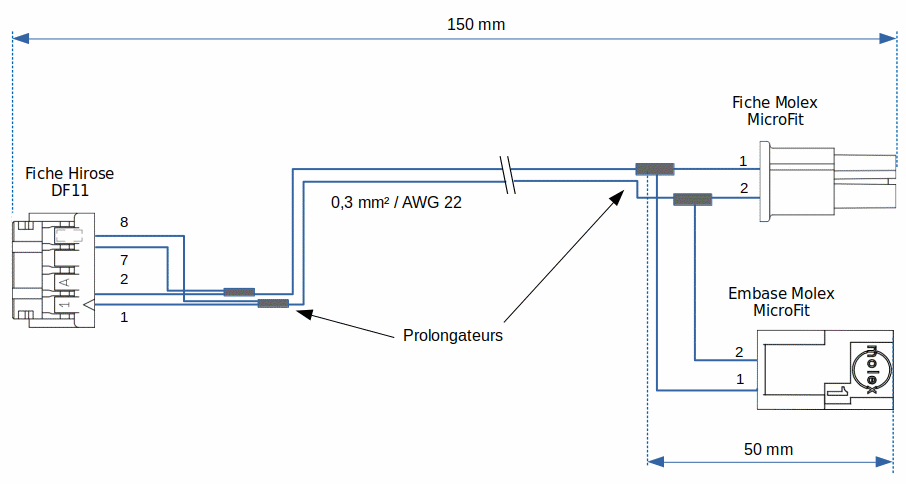 150 mm
Fiche Molex
MicroFit
Fiche Hirose
DF11
1
2
0,3 mm² / AWG 22
8
7
2
1
A
1
Prolongateurs
Embase Molex
MicroFit
2
1
molex
1
50 mm